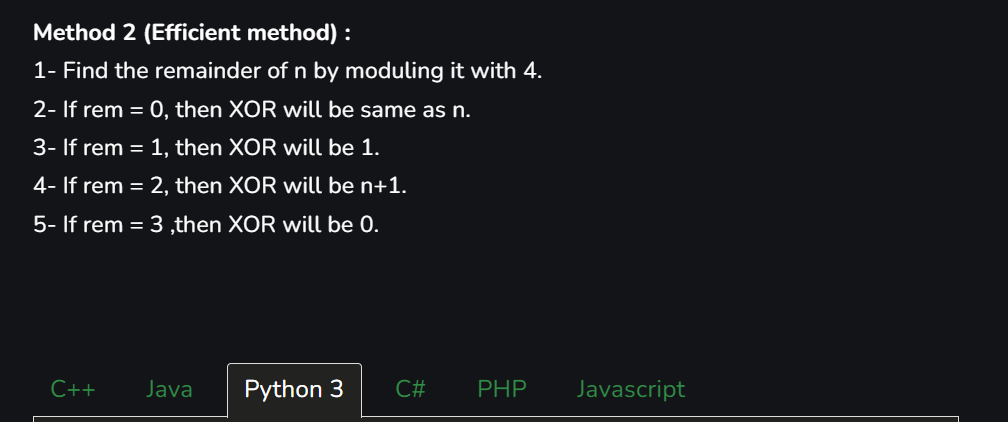 Method 2 (Efficient method) :
1- Find the remainder of n by moduling it with 4.
2- If rem = 0, then XOR will be same as n.
3- If rem = 1, then XOR will be 1.
4- If rem = 2, then XOR will be n+1.
5- If rem = 3 ,then XOR will be 0.
C++ Java Python 3 C# PHP Javascript